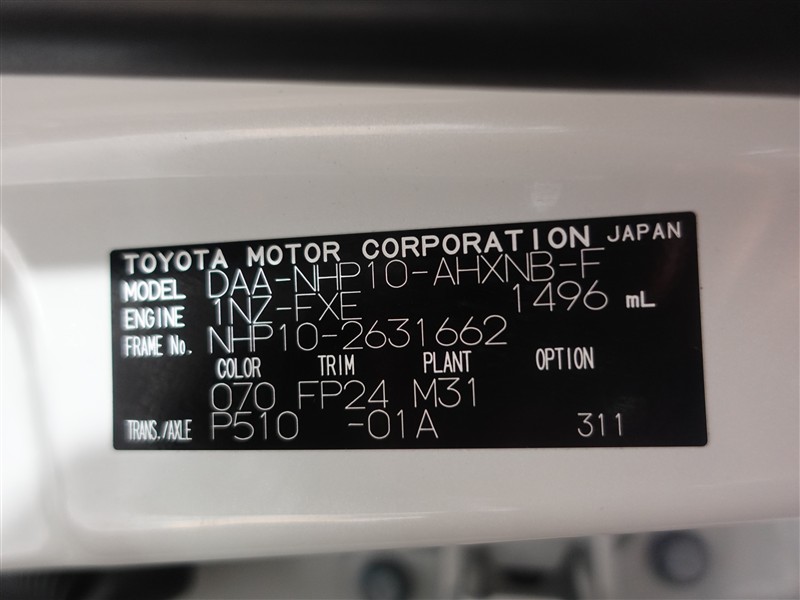 TOYOTA MOTOR CORPORATION JAPAN
MODEL DAA-NHP10-AHXNB-F
ENGINE 1NZ-FXE 1496 mL
FRAME No. NHP10-2631662
COLOR TRIM PLANT OPTION
070 FP24 M31
TRANS./AXLE P510 -01A 311